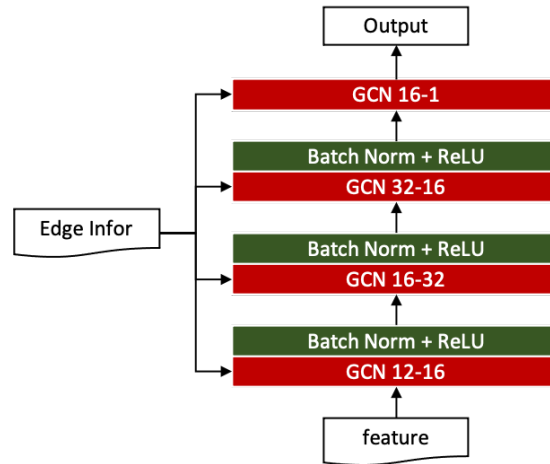 Output
GCN 16-1
Batch Norm + ReLU
GCN 32-16
Edge Infor
Batch Norm + ReLU
GCN 16-32
Batch Norm + ReLU
GCN 12-16
feature